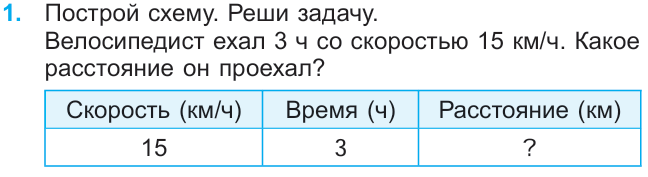 1. Построй схему. Реши задачу.
Велосипедист ехал 3 ч со скоростью 15 км/ч. Какое
расстояние он проехал?
Скорость (км/ч) Время (ч) Расстояние (км)
15 3 ?